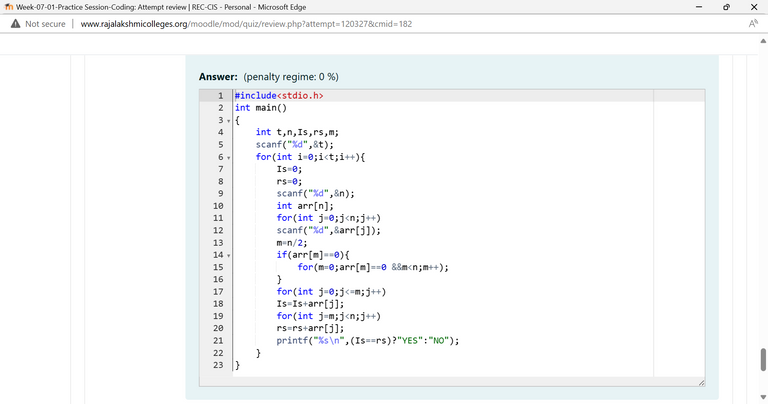 Week-07-01-Practice Session-Coding: Attempt review | REC-CIS - Personal - Microsoft Edge
Not secure | www.rajalakshmicolleges.org/moodle/mod/quiz/review.php?attempt=120327&cmid=182
Answer: (penalty regime: 0 %)
1 #include<stdio.h>
2 int main()
3 {
4 int t,n,Is,rs,m;
5 scanf("%d",&t);
6 for(int i=0;i<t;i++){
7 Is=0;
8 rs=0;
9 scanf("%d",&n);
10 int arr[n];
11 for(int j=0;j<n;j++)
12 scanf("%d",&arr[j]);
13 m=n/2;
14 if(arr[m]==0){
15 for(m=0;arr[m]==0 &&m<n;m++);
16 }
17 for(int j=0;j<=m;j++)
18 Is=Is+arr[j];
19 for(int j=m;j<n;j++)
20 rs=rs+arr[j];
21 printf("%s\n",(Is==rs)?"YES":"NO");
22 }
23 }